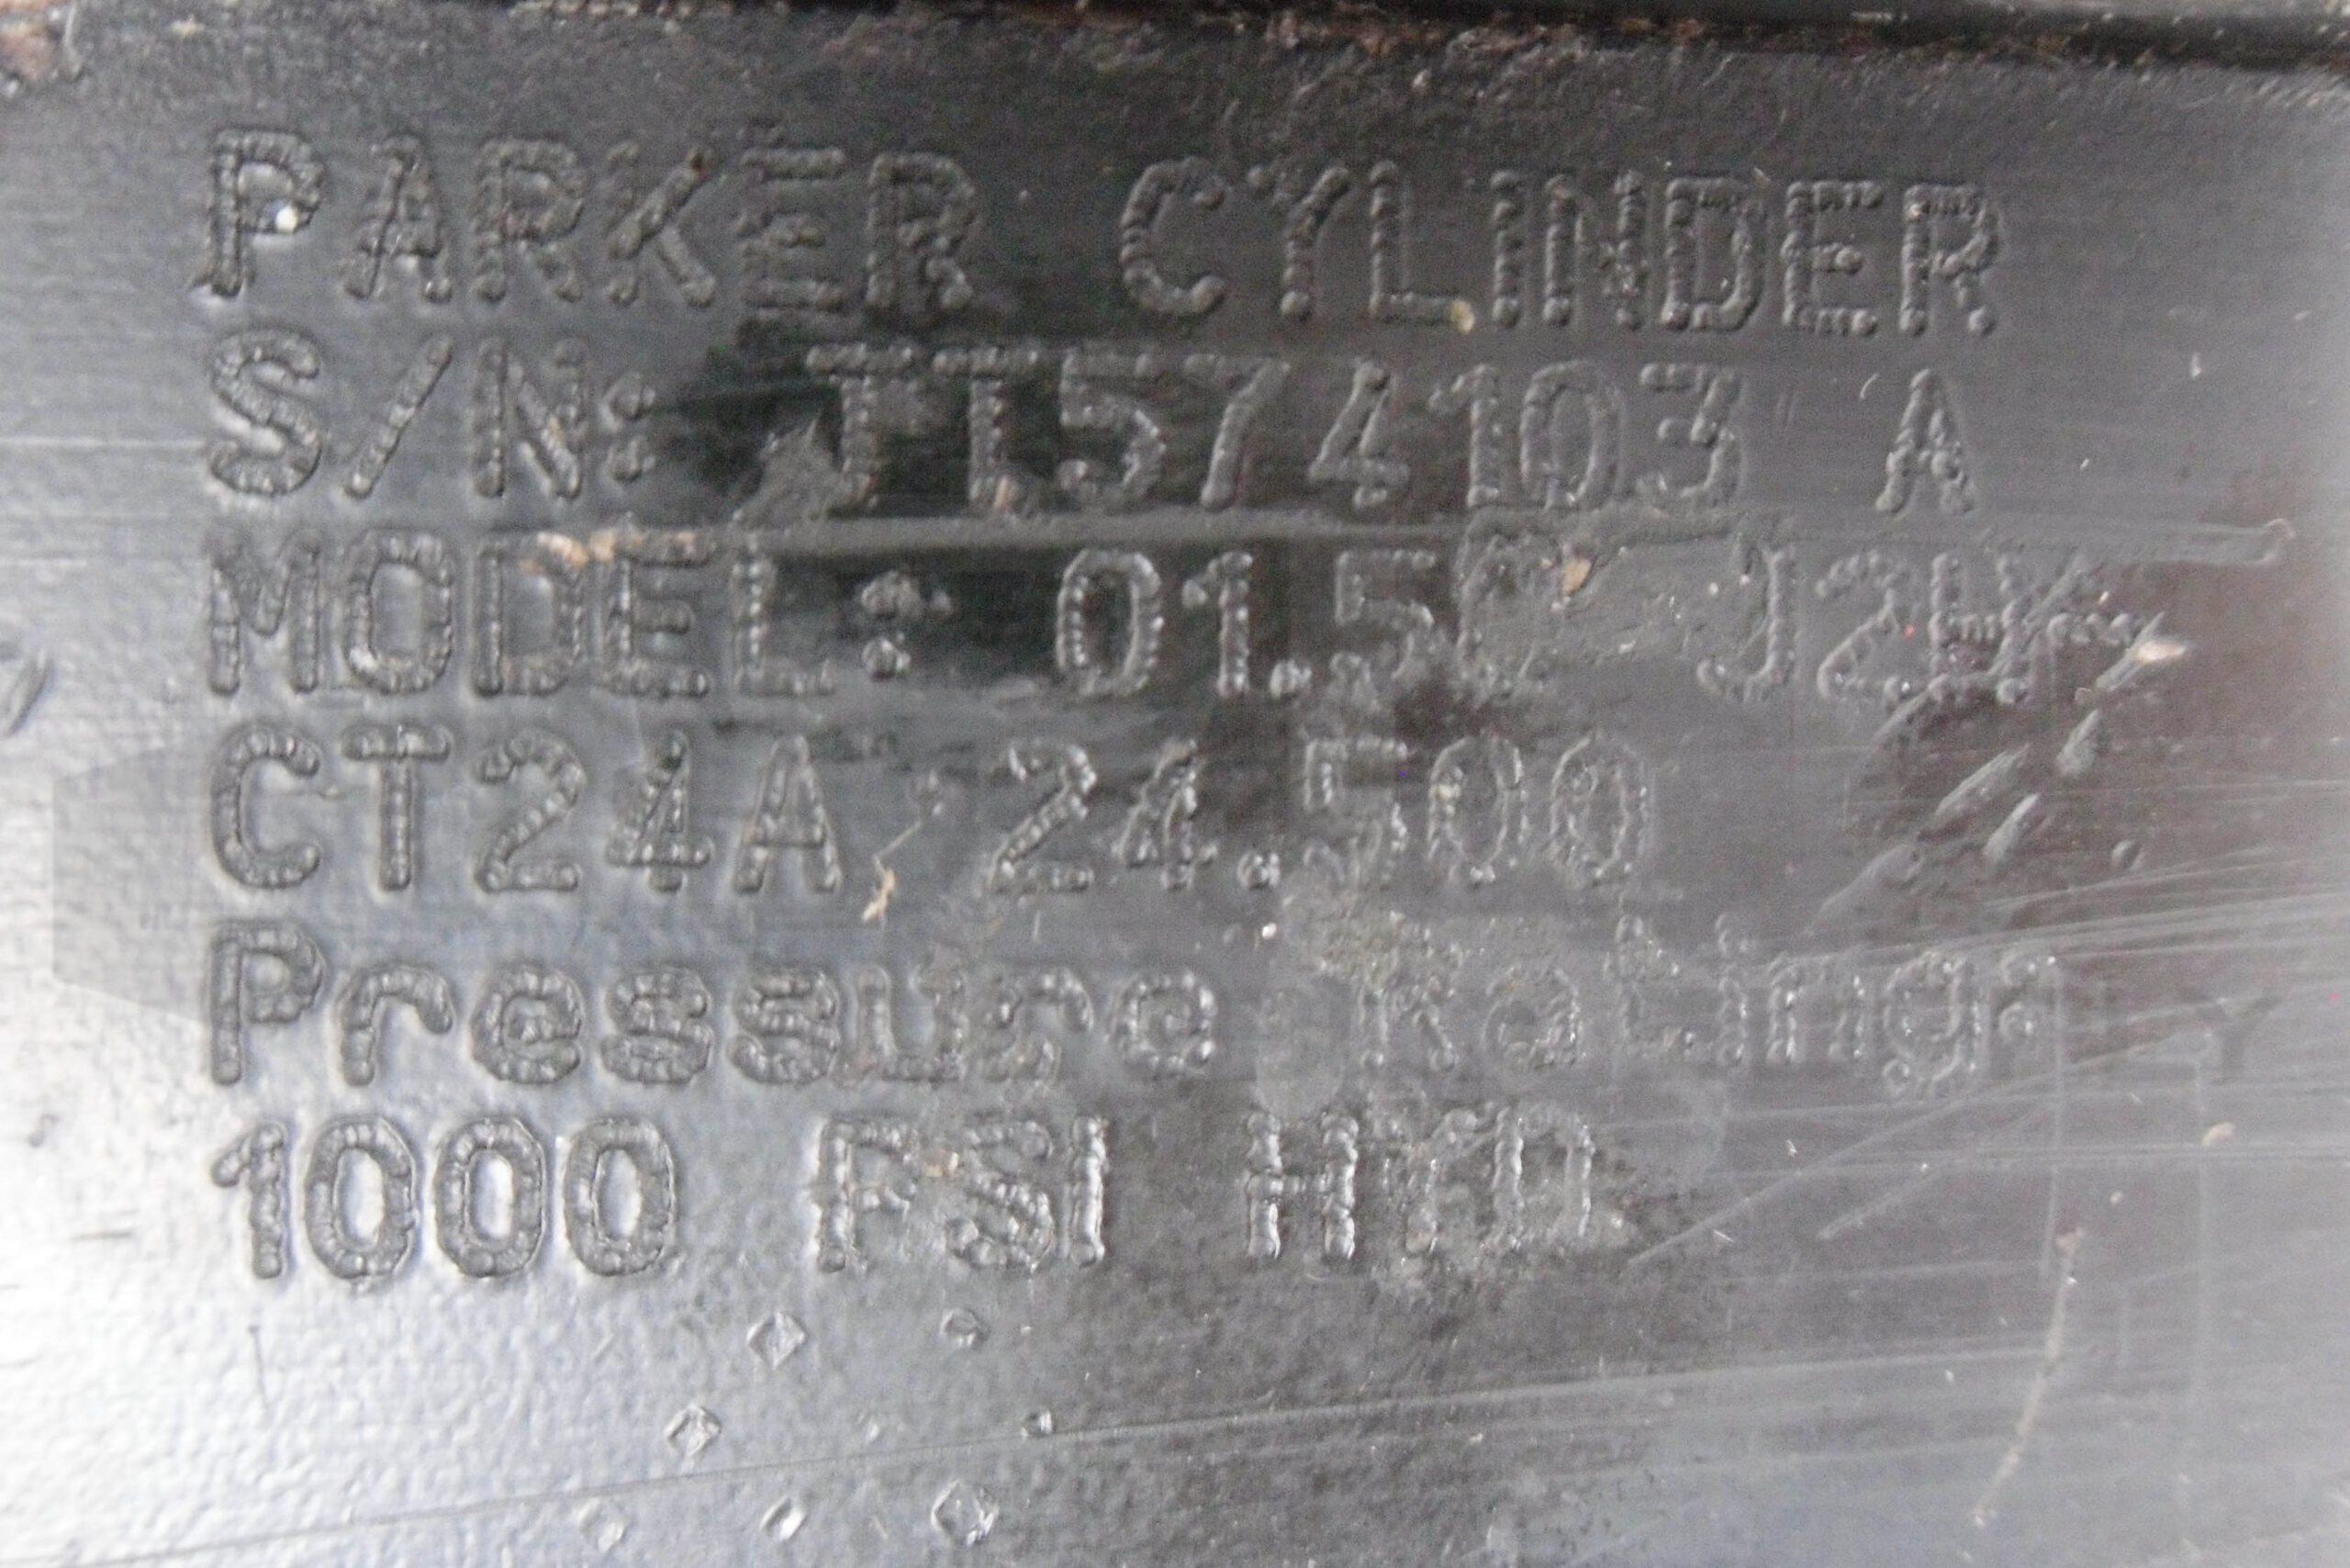 PARKER CYLINDER
S/N: TT574103 A
MODEL: 01.50
CT24A 24.500
Pressure Rating:
1000 PSI HYD